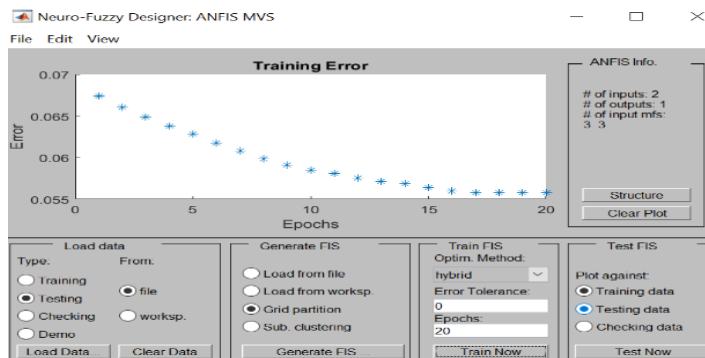 Neuro-Fuzzy Designer: ANFIS MVS
File Edit View
Training Error
0.07
0.065
0.06
0.055
Error
0 5 10 15 20
Epochs
ANFIS Info.
# of inputs: 2
# of outputs: 1
# of input mfs:
3 3
Structure
Clear Plot
Load data
Type: From:
Training
Testing
Checking
Demo
file
worksp.
Load Data... Clear Data
Generate FIS
Load from file
Load from worksp.
Grid partition
Sub. clustering
Generate FIS...
Train FIS
Optim. Method:
hybrid
Error Tolerance:
0
Epochs:
20
Train Now
Test FIS
Plot against:
Training data
Testing data
Checking data
Test Now